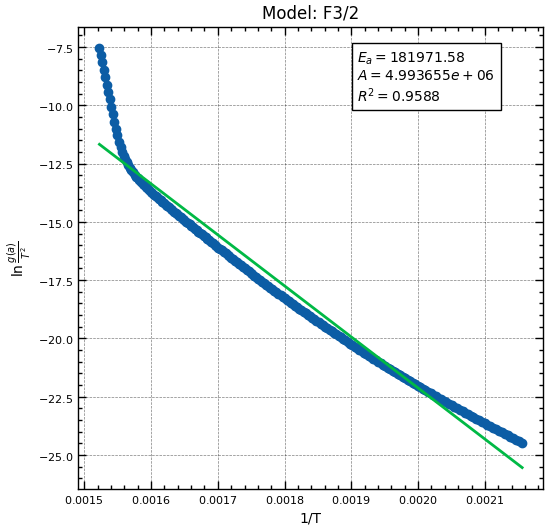 Model: F3/2
E_a = 181971.58
A = 4.993655e + 06
R² = 0.9588
−7.5
−10.0
−12.5
−15.0
−17.5
−20.0
−22.5
−25.0
ln g(a)/T²
0.0015 0.0016 0.0017 0.0018 0.0019 0.0020 0.0021
1/T